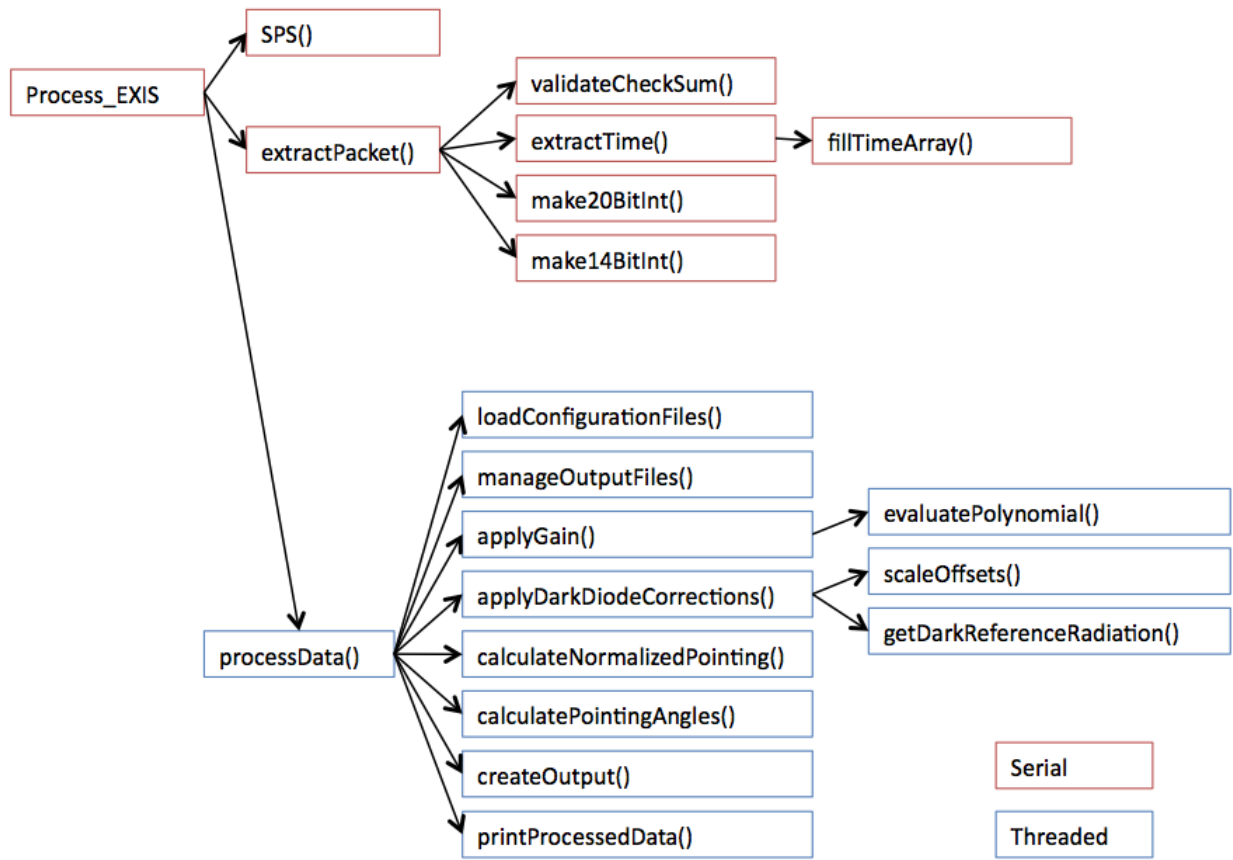 SPS()
Process_EXIS
validateCheckSum()
extractPacket()
extractTime()
fillTimeArray()
make20BitInt()
make14BitInt()
loadConfigurationFiles()
manageOutputFiles()
applyGain()
evaluatePolynomial()
applyDarkDiodeCorrections()
scaleOffsets()
getDarkReferenceRadiation()
processData()
calculateNormalizedPointing()
calculatePointingAngles()
createOutput()
printProcessedData()
Serial
Threaded